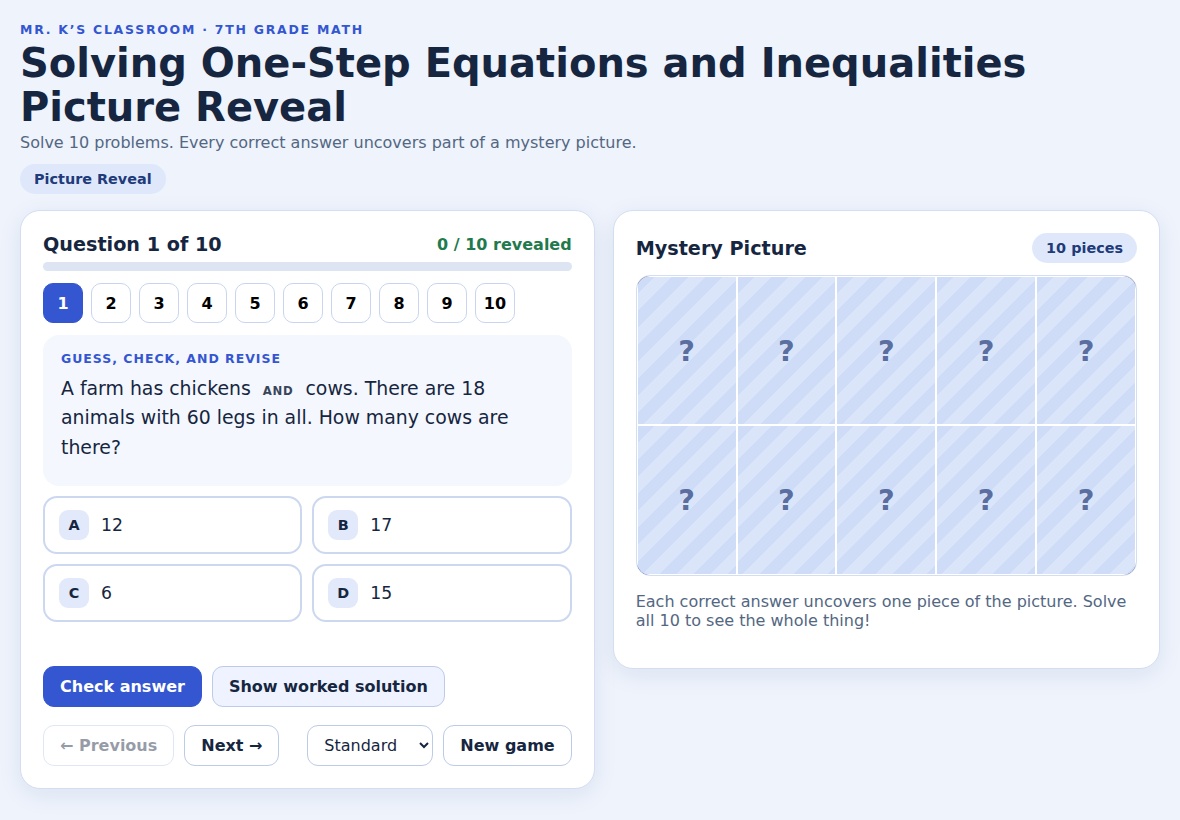 MR. K’S CLASSROOM · 7TH GRADE MATH
Solving One-Step Equations and Inequalities
Picture Reveal
Solve 10 problems. Every correct answer uncovers part of a mystery picture.
Picture Reveal
Question 1 of 10
0 / 10 revealed
1 2 3 4 5 6 7 8 9 10
GUESS, CHECK, AND REVISE
A farm has chickens AND cows. There are 18
animals with 60 legs in all. How many cows are
there?
A 12
B 17
C 6
D 15
Check answer
Show worked solution
← Previous
Next →
Standard
New game
Mystery Picture
10 pieces
? ? ? ? ?
? ? ? ? ?
Each correct answer uncovers one piece of the picture. Solve
all 10 to see the whole thing!